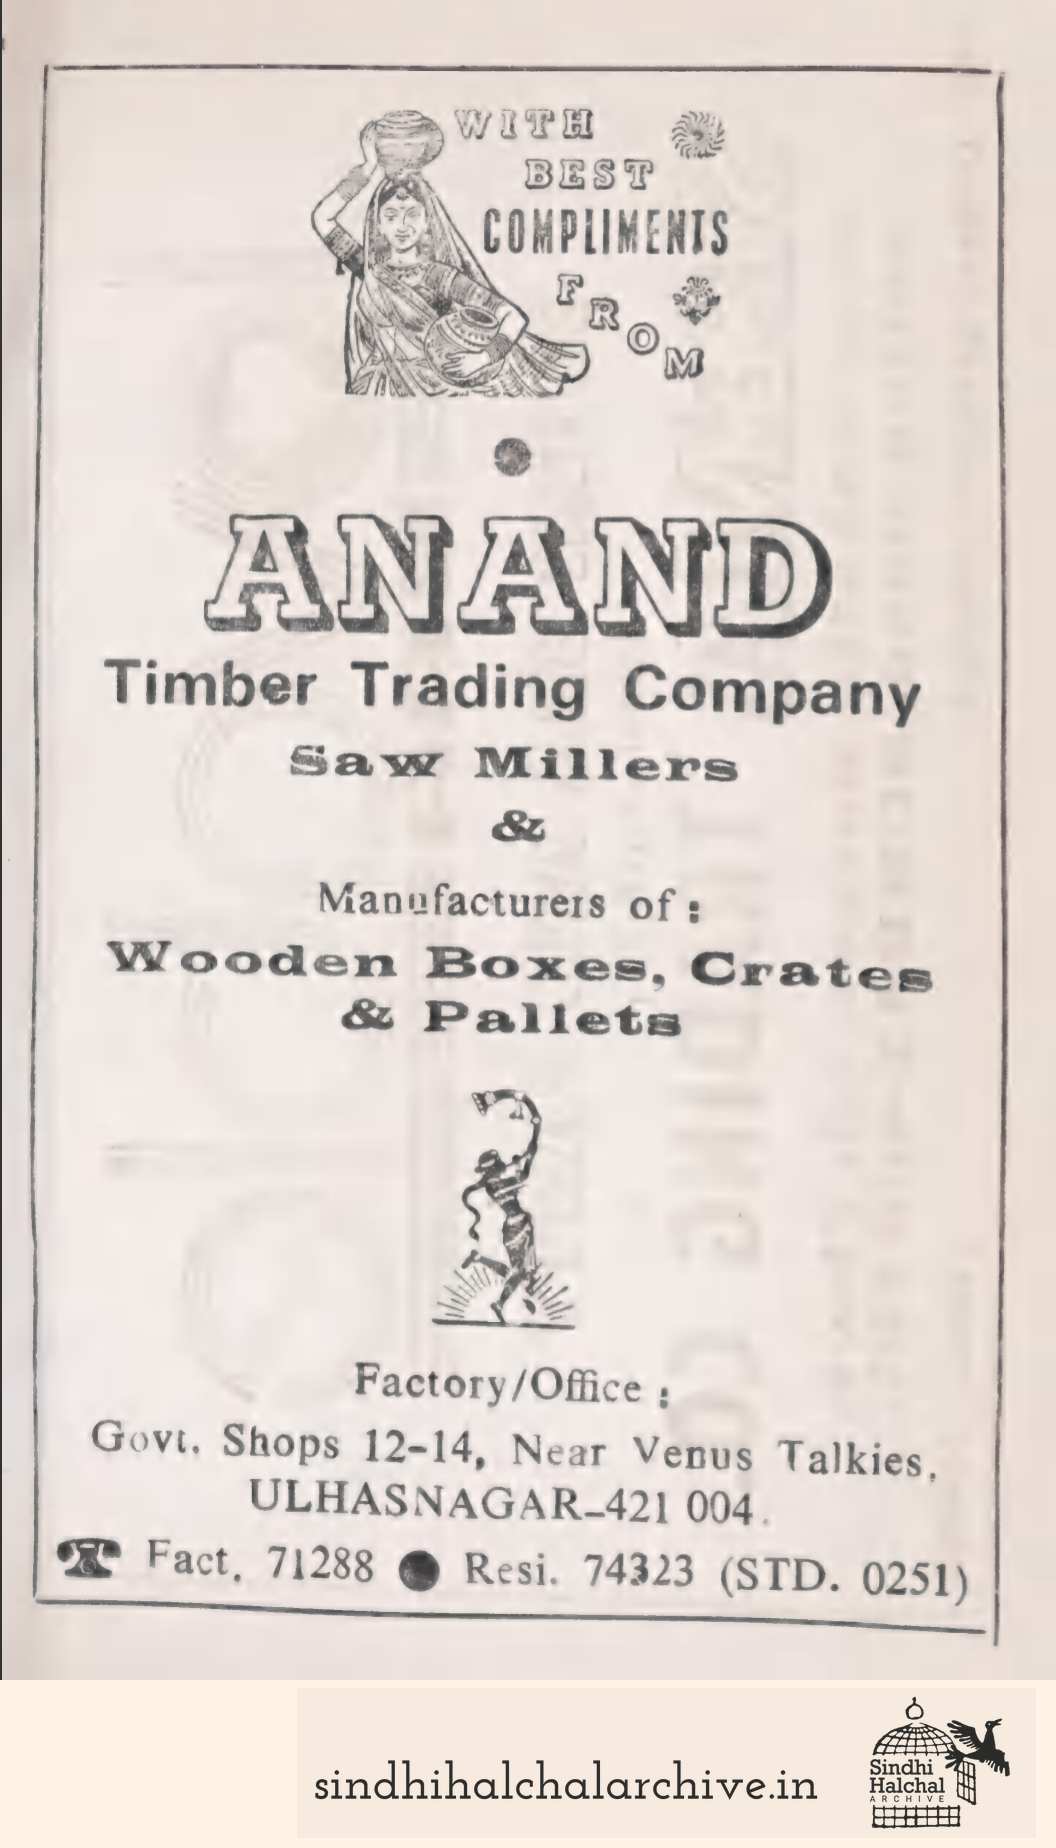 WITH
BEST
COMPLIMENTS
FROM
ANAND
Timber Trading Company
Saw Millers
&
Manufacturers of :
Wooden Boxes, Crates
& Pallets
Factory/Office :
Govt. Shops 12-14, Near Venus Talkies,
ULHASNAGAR-421 004.
Fact. 71288 ● Resi. 74323 (STD. 0251)
sindhihalchalarchive.in
Sindhi
Halchal
ARCHIVE